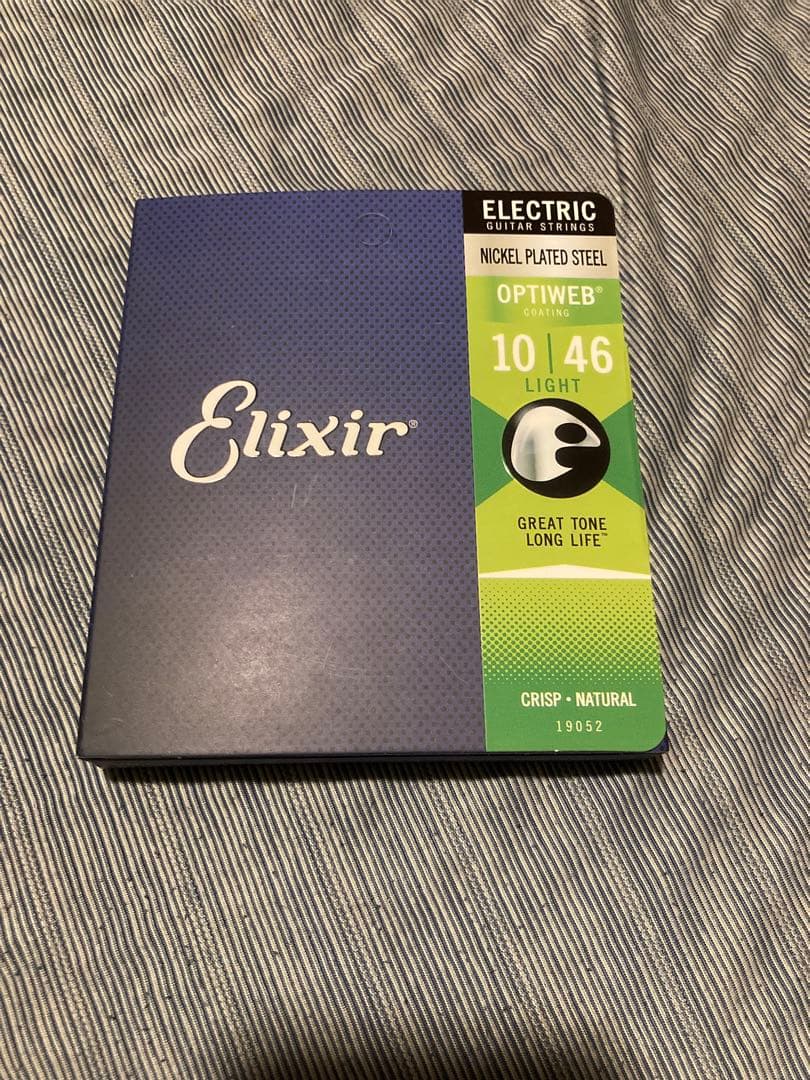 Elixir®
ELECTRIC
GUITAR STRINGS
NICKEL PLATED STEEL
OPTIWEB®
COATING
10 | 46
LIGHT
GREAT TONE
LONG LIFE™
CRISP • NATURAL
19052